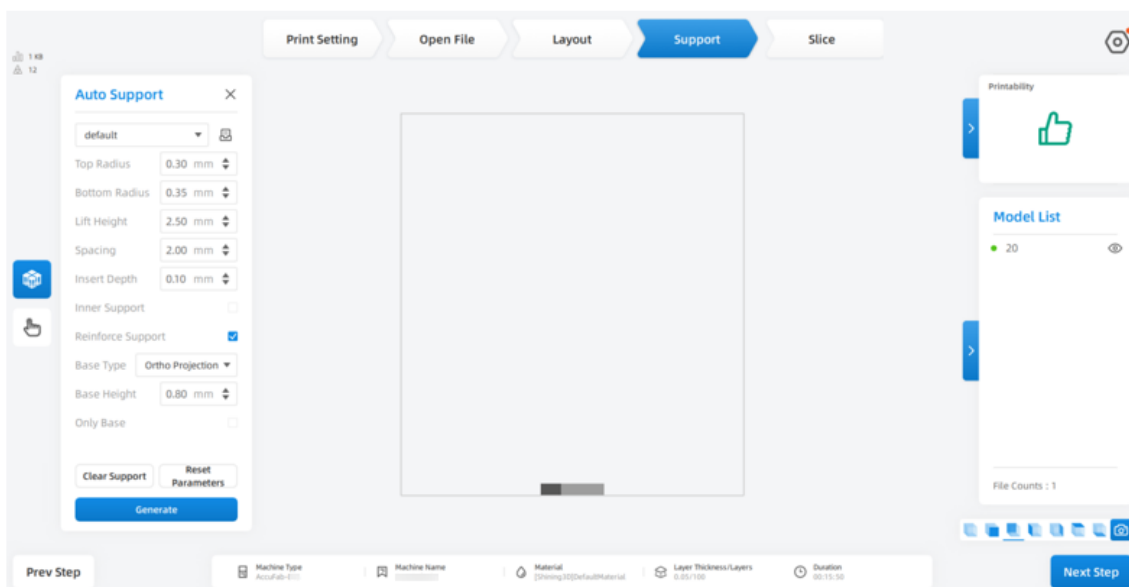 Print Setting
Open File
Layout
Support
Slice
1 KB
12
Auto Support
default
Top Radius 0.30 mm
Bottom Radius 0.35 mm
Lift Height 2.50 mm
Spacing 2.00 mm
Insert Depth 0.10 mm
Inner Support
Reinforce Support
Base Type Ortho Projection
Base Height 0.80 mm
Only Base
Clear Support
Reset
Parameters
Generate
Printability
Model List
20
File Counts : 1
Prev Step
Machine Type
Machine Name
Material
[Shining3D]DefaultMaterial
Layer Thickness/Layers
0.05/100
Duration
00:15:50
Next Step